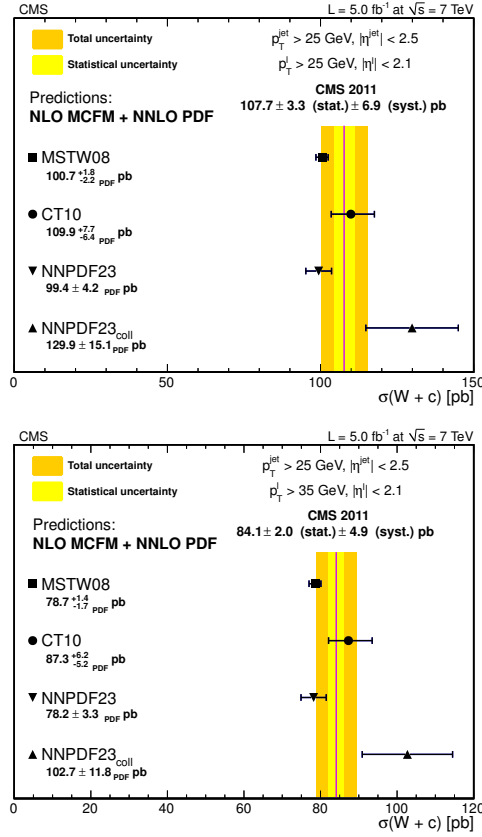 CMS L = 5.0 fb⁻¹ at √s = 7 TeV
Total uncertainty p_T^jet > 25 GeV, |η^jet| < 2.5
Statistical uncertainty p_T^l > 25 GeV, |η^l| < 2.1
CMS 2011
Predictions: 107.7 ± 3.3 (stat.) ± 6.9 (syst.) pb
NLO MCFM + NNLO PDF
MSTW08
100.7 +1.8 -2.2 PDF pb
CT10
109.9 +7.7 -6.4 PDF pb
NNPDF23
99.4 ± 4.2 PDF pb
NNPDF23coll
129.9 ± 15.1 PDF pb
0 50 100 150
σ(W + c) [pb]
CMS L = 5.0 fb⁻¹ at √s = 7 TeV
Total uncertainty p_T^jet > 25 GeV, |η^jet| < 2.5
Statistical uncertainty p_T^l > 35 GeV, |η^l| < 2.1
CMS 2011
Predictions: 84.1 ± 2.0 (stat.) ± 4.9 (syst.) pb
NLO MCFM + NNLO PDF
MSTW08
78.7 +1.4 -1.7 PDF pb
CT10
87.3 +6.2 -5.2 PDF pb
NNPDF23
78.2 ± 3.3 PDF pb
NNPDF23coll
102.7 ± 11.8 PDF pb
0 20 40 60 80 100 120
σ(W + c) [pb]